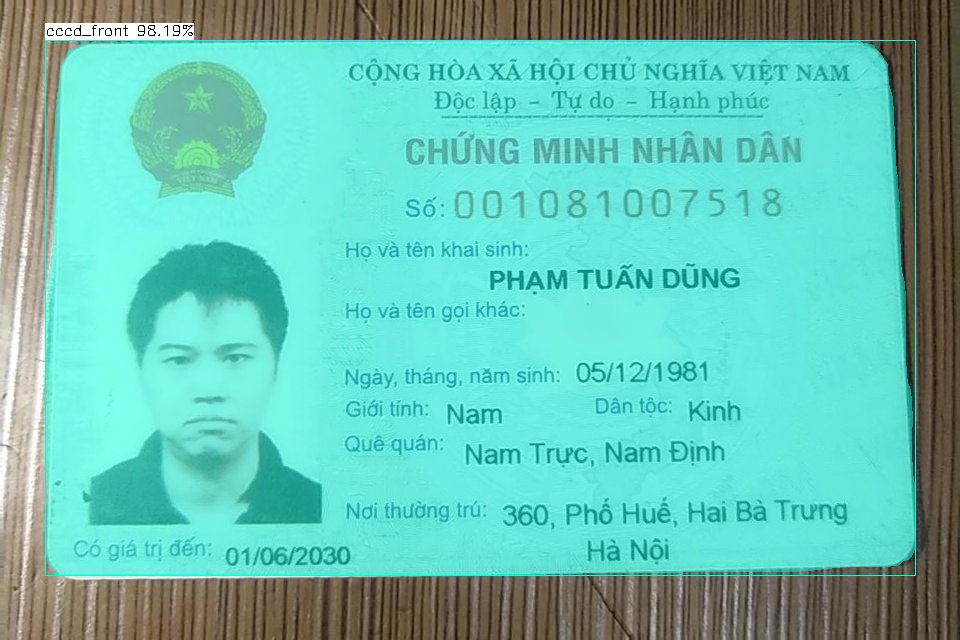 cccd_front 98.19%
CỘNG HÒA XÃ HỘI CHỦ NGHĨA VIỆT NAM
Độc lập - Tự do - Hạnh phúc
CHỨNG MINH NHÂN DÂN
VIỆT NAM
Số: 001081007518
Họ và tên khai sinh:
PHẠM TUẤN DŨNG
Họ và tên gọi khác:
Ngày, tháng, năm sinh: 05/12/1981
Giới tính: Nam Dân tộc: Kinh
Quê quán: Nam Trực, Nam Định
Nơi thường trú: 360, Phố Huế, Hai Bà Trưng
Hà Nội
Có giá trị đến: 01/06/2030